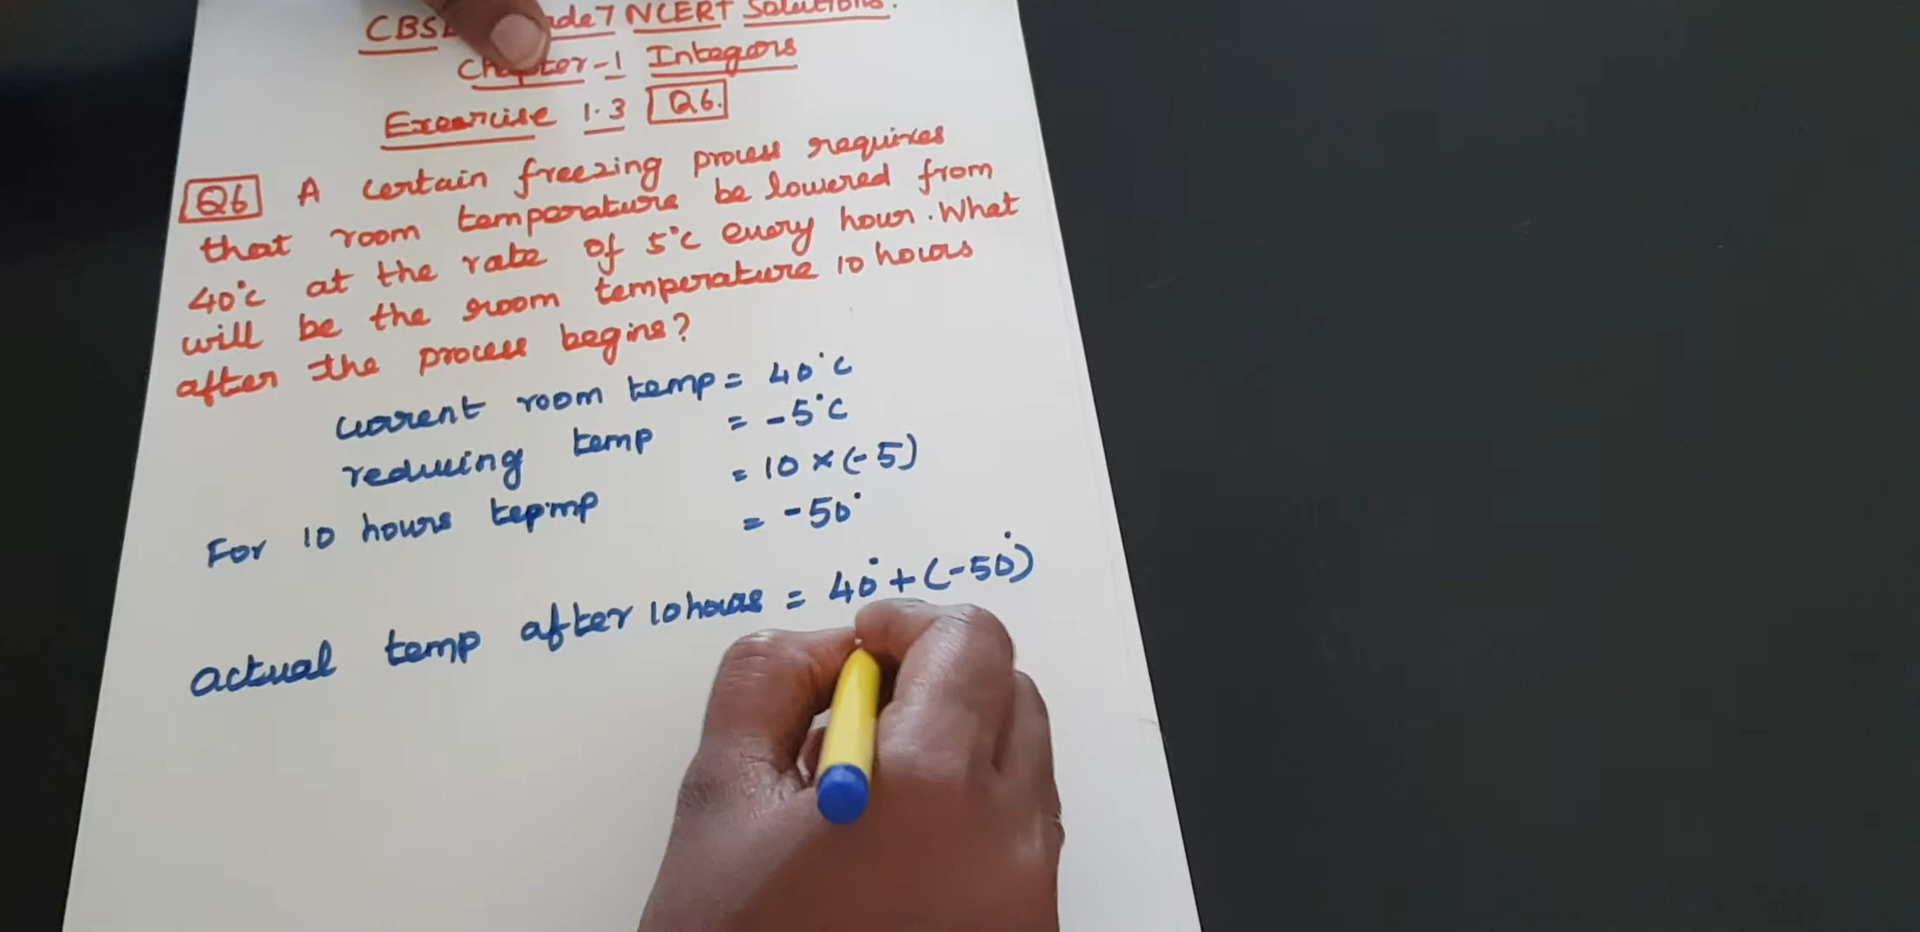 CBS de 7 NCERT Solutions.
Chapter-1 Integers
Exercise 1.3 Q6.
Q6 A certain freezing process requires
that room temperature be lowered from
40°c at the rate of 5°c every hour. What
will be the room temperature 10 hours
after the process begins?
current room temp = 40°c
reducing temp = -5°c
For 10 hours tepmp = 10 × (-5)
= -50°
actual temp after 10 hours = 40° + (-50°)